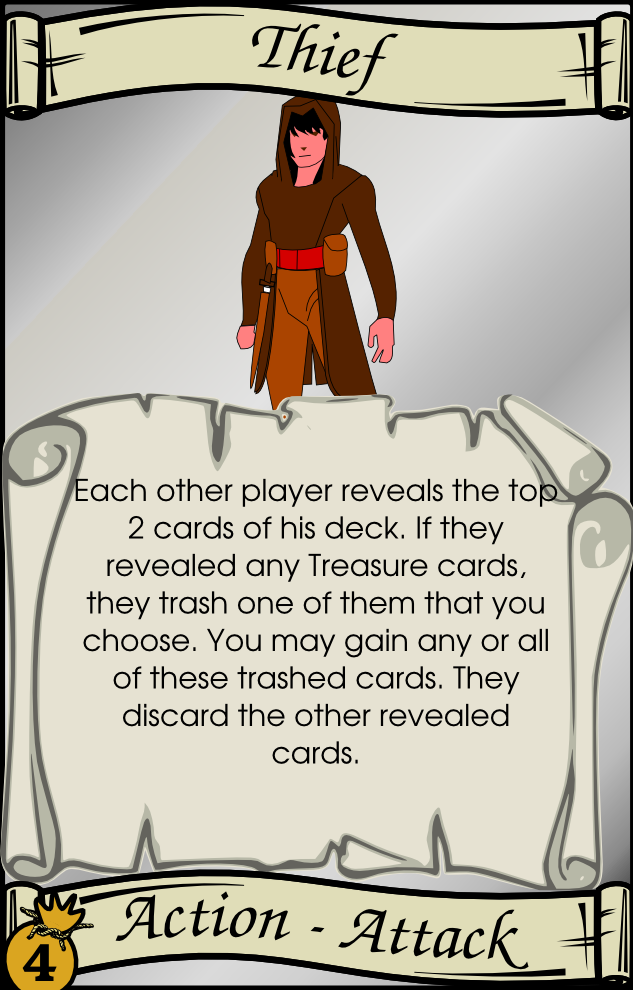 Thief
Each other player reveals the top
2 cards of his deck. If they
revealed any Treasure cards,
they trash one of them that you
choose. You may gain any or all
of these trashed cards. They
discard the other revealed
cards.
Action - Attack
4